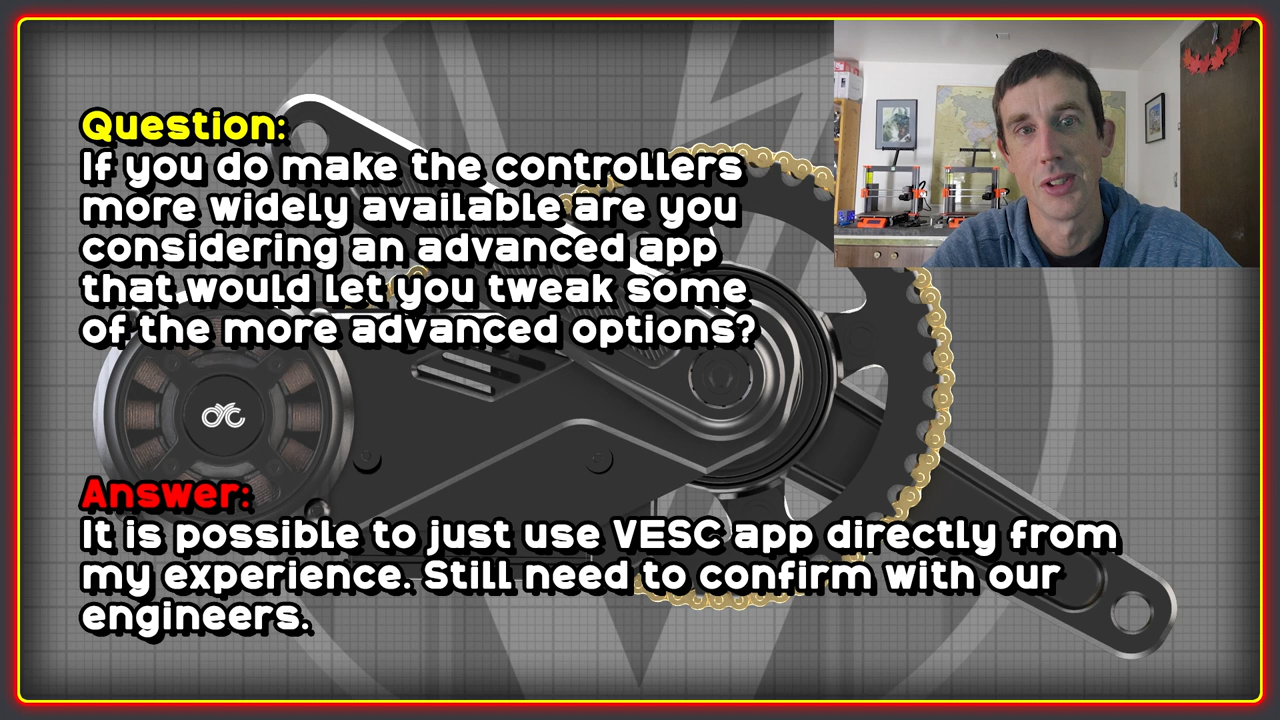 Question:
If you do make the controllers
more widely available are you
considering an advanced app
that would let you tweak some
of the more advanced options?
CYC
Answer:
It is possible to just use VESC app directly from
my experience. Still need to confirm with our
engineers.